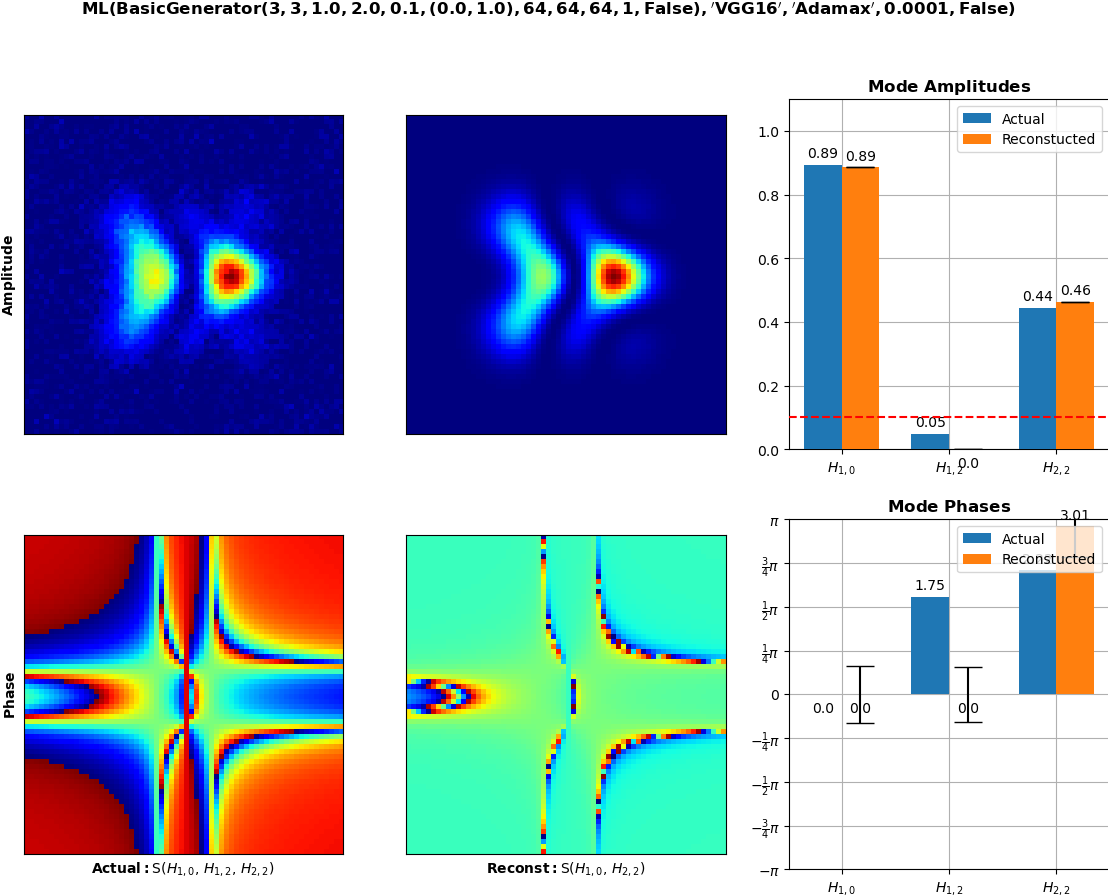 ML(BasicGenerator(3, 3, 1.0, 2.0, 0.1, (0.0, 1.0), 64, 64, 64, 1, False), ′VGG16′, ′Adamax′, 0.0001, False)
Amplitude
Mode Amplitudes
Actual
Reconstucted
1.0
0.8
0.6
0.4
0.2
0.0
0.89
0.89
0.05
0.0
0.44
0.46
H1,0
H1,2
H2,2
Phase
Actual: S(H1,0, H1,2, H2,2)
Reconst: S(H1,0, H2,2)
Mode Phases
Actual
Reconstucted
π
3/4π
1/2π
1/4π
0
−1/4π
−1/2π
−3/4π
−π
0.0
0.0
1.75
0.0
3.01
H1,0
H1,2
H2,2